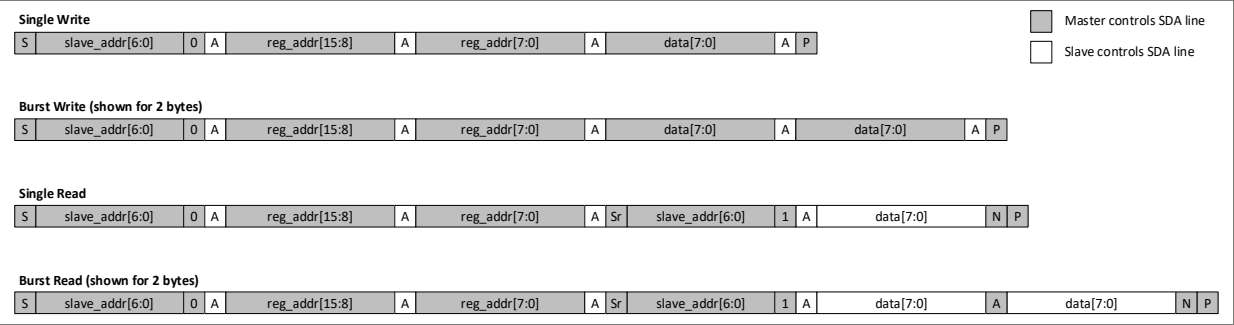 Single Write
S slave_addr[6:0] 0 A reg_addr[15:8] A reg_addr[7:0] A data[7:0] A P
Master controls SDA line
Slave controls SDA line
Burst Write (shown for 2 bytes)
S slave_addr[6:0] 0 A reg_addr[15:8] A reg_addr[7:0] A data[7:0] A data[7:0] A P
Single Read
S slave_addr[6:0] 0 A reg_addr[15:8] A reg_addr[7:0] A Sr slave_addr[6:0] 1 A data[7:0] N P
Burst Read (shown for 2 bytes)
S slave_addr[6:0] 0 A reg_addr[15:8] A reg_addr[7:0] A Sr slave_addr[6:0] 1 A data[7:0] A data[7:0] N P